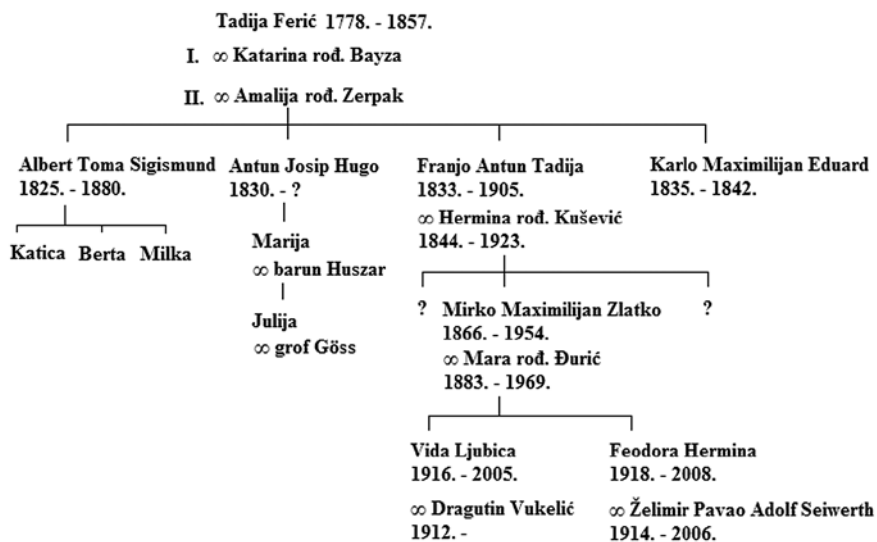 Tadija Ferić 1778. - 1857.
I. ∞ Katarina rođ. Bayza
II. ∞ Amalija rođ. Zerpak
Albert Toma Sigismund
1825. - 1880.
Katica Berta Milka
Antun Josip Hugo
1830. - ?
Marija
∞ barun Huszar
Julija
∞ grof Göss
Franjo Antun Tadija
1833. - 1905.
∞ Hermina rođ. Kušević
1844. - 1923.
Karlo Maximilijan Eduard
1835. - 1842.
? Mirko Maximilijan Zlatko ?
1866. - 1954.
∞ Mara rođ. Đurić
1883. - 1969.
Vida Ljubica
1916. - 2005.
∞ Dragutin Vukelić
1912. -
Feodora Hermina
1918. - 2008.
∞ Želimir Pavao Adolf Seiwerth
1914. - 2006.